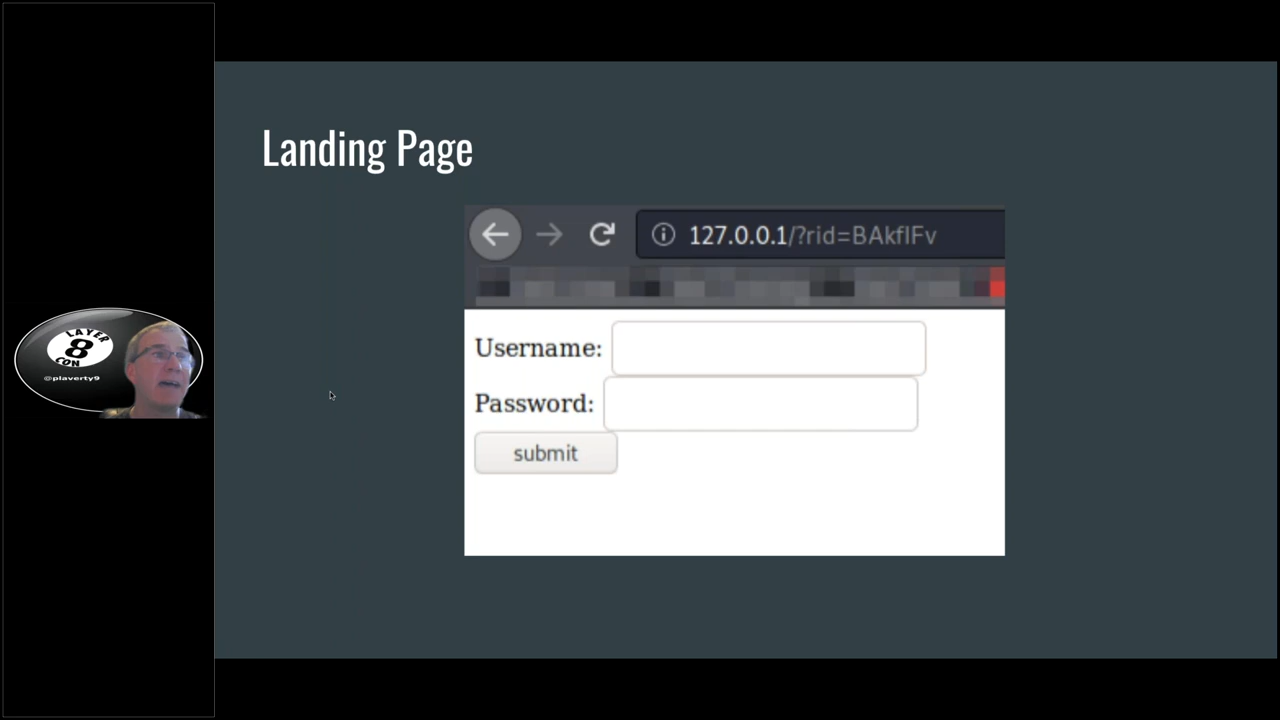 Landing Page
127.0.0.1/?rid=BAkfIFv
Username:
Password:
submit
LAYER
8
CON
@plaverty9